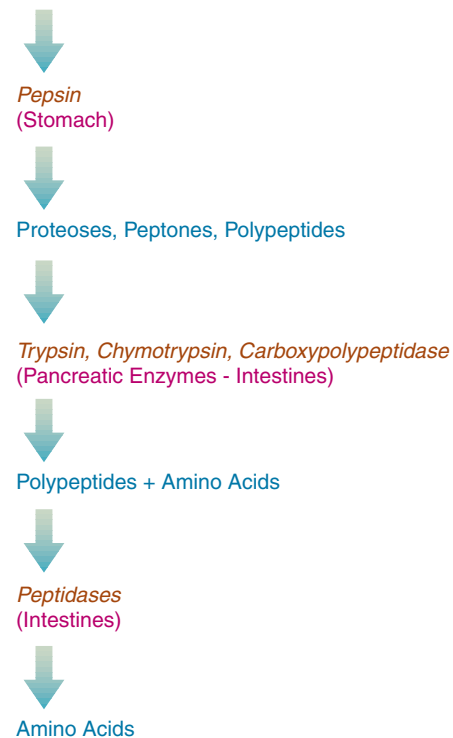 Pepsin
(Stomach)
Proteoses, Peptones, Polypeptides
Trypsin, Chymotrypsin, Carboxypolypeptidase
(Pancreatic Enzymes - Intestines)
Polypeptides + Amino Acids
Peptidases
(Intestines)
Amino Acids